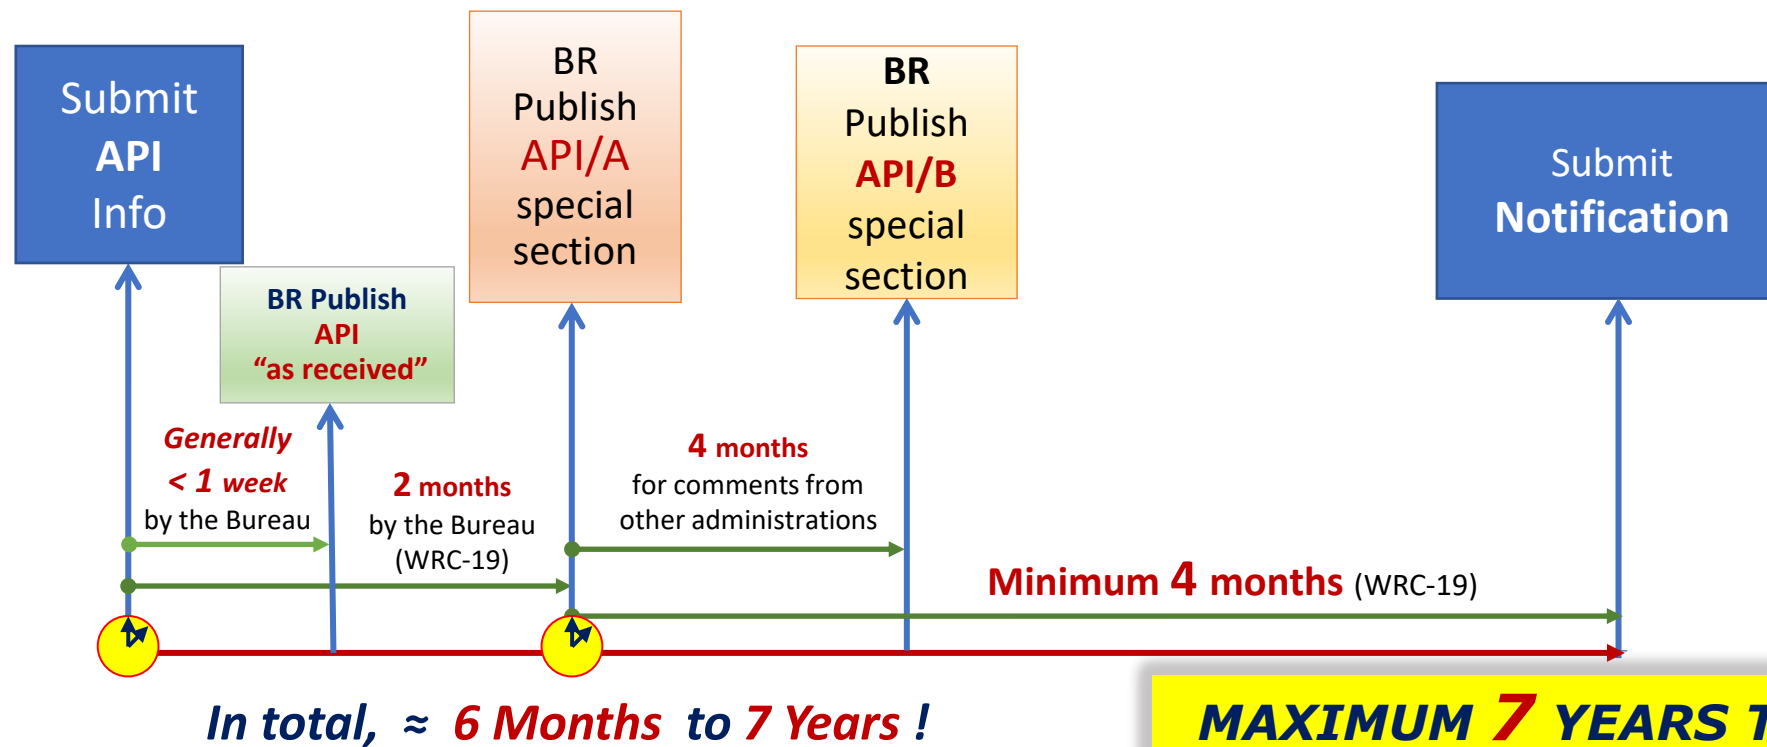 Submit
API
Info
BR Publish
API
“as received”
BR
Publish
API/A
special
section
BR
Publish
API/B
special
section
Submit
Notification
Generally
< 1 week
by the Bureau
2 months
by the Bureau
(WRC-19)
4 months
for comments from
other administrations
Minimum 4 months (WRC-19)
In total, ≈ 6 Months to 7 Years !
MAXIMUM 7 YEARS T